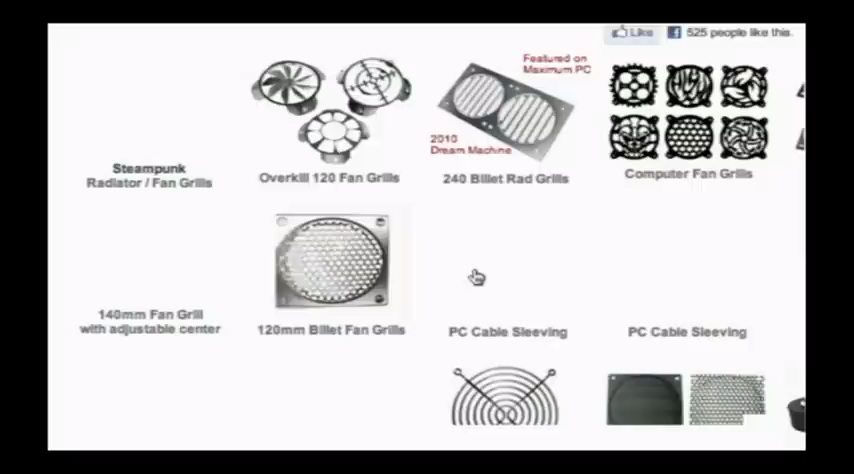 Like 525 people like this.
Featured on
Maximum PC
2010
Dream Machine
Steampunk
Radiator / Fan Grills
Overkill 120 Fan Grills
240 Billet Rad Grills
Computer Fan Grills
140mm Fan Grill
with adjustable center
120mm Billet Fan Grills
PC Cable Sleeving
PC Cable Sleeving